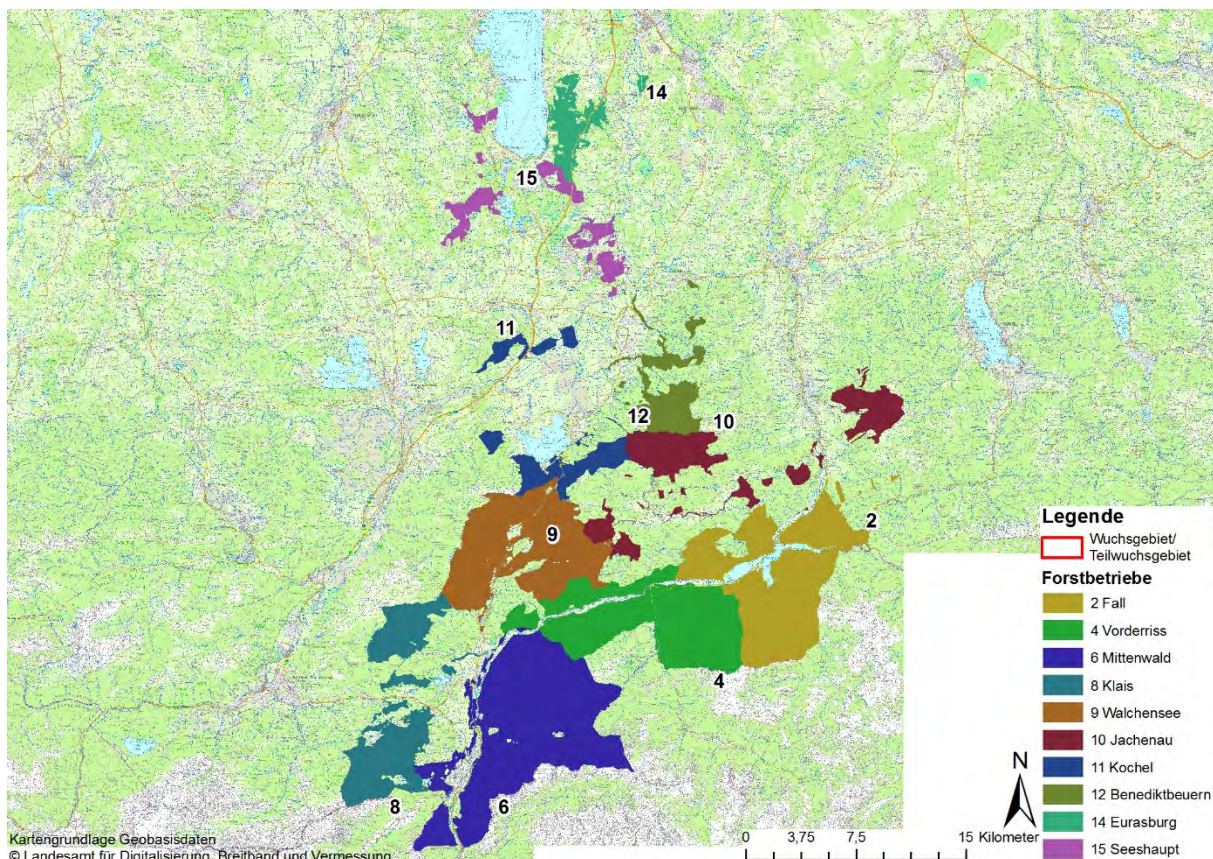 14
15
11
12
10
9
2
4
8
6
Legende
Wuchsgebiet/
Teilwuchsgebiet
Forstbetriebe
2 Fall
4 Vorderriss
6 Mittenwald
8 Klais
9 Walchensee
10 Jachenau
11 Kochel
12 Benediktbeuern
14 Eurasburg
15 Seeshaupt
N
0 3,75 7,5 15 Kilometer
Kartengrundlage Geobasisdaten
© Landesamt für Digitalisierung, Breitband und Vermessung